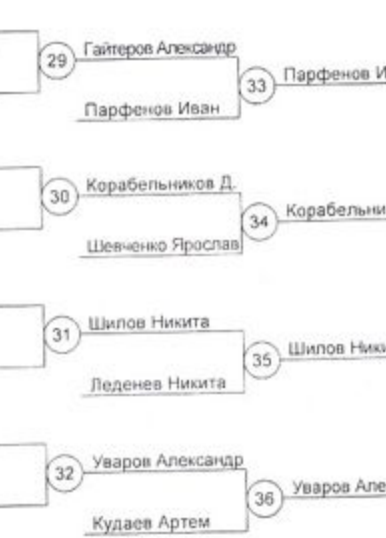 29 Гайтеров Александр
33 Парфенов И
Парфенов Иван
30 Корабельников Д.
34 Корабельни
Шевченко Ярослав
31 Шилов Никита
35 Шилов Ники
Леденев Никита
32 Уваров Александр
36 Уваров Але
Кудаев Артем